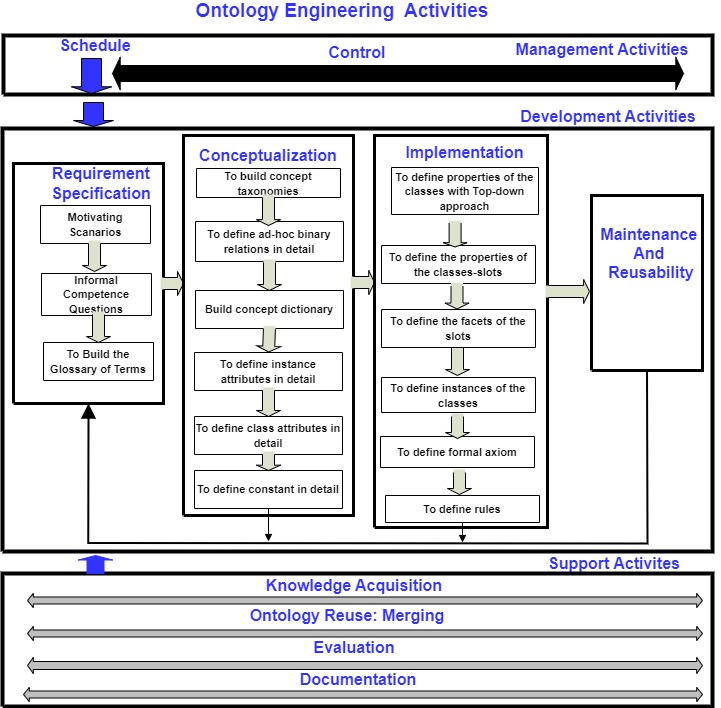 Ontology Engineering Activities
Schedule
Control
Management Activities
Development Activities
Requirement
Specification
Motivating
Scanarios
Informal
Competence
Questions
To Build the
Glossary of Terms
Conceptualization
To build concept
taxonomies
To define ad-hoc binary
relations in detail
Build concept dictionary
To define instance
attributes in detail
To define class attributes in
detail
To define constant in detail
Implementation
To define properties of the
classes with Top-down
approach
To define the properties of
the classes-slots
To define the facets of the
slots
To define instances of the
classes
To define formal axiom
To define rules
Maintenance
And
Reusability
Support Activites
Knowledge Acquisition
Ontology Reuse: Merging
Evaluation
Documentation